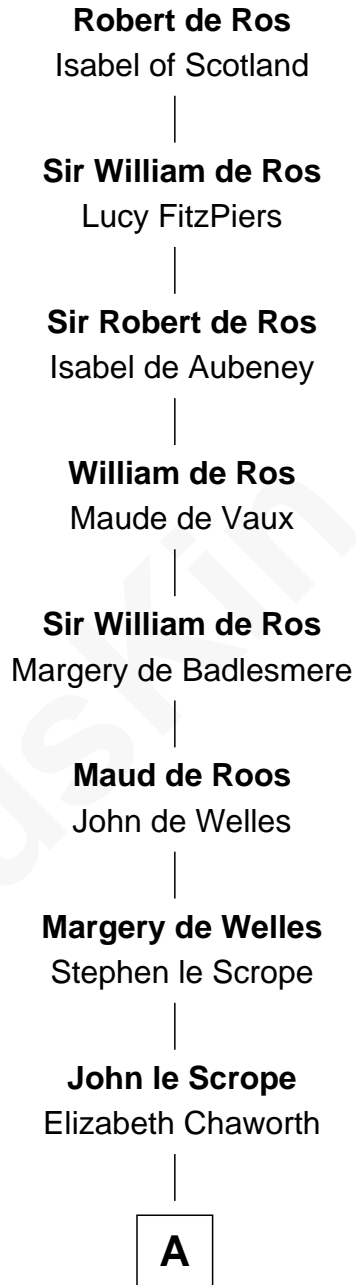 Robert de Ros
Isabel of Scotland
Sir William de Ros
Lucy FitzPiers
Sir Robert de Ros
Isabel de Aubeney
William de Ros
Maude de Vaux
Sir William de Ros
Margery de Badlesmere
Maud de Roos
John de Welles
Margery de Welles
Stephen le Scrope
John le Scrope
Elizabeth Chaworth
A